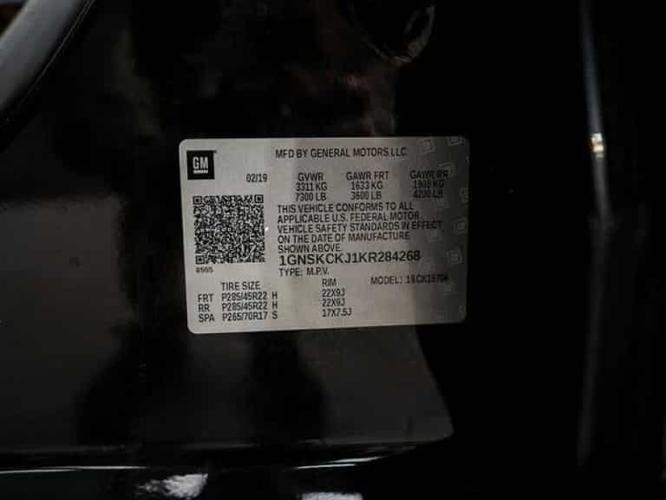 GM
MFD BY GENERAL MOTORS LLC
02/19 GVWR GAWR FRT GAWR RR
3311 KG 1633 KG 1905 KG
7300 LB 3600 LB 4200 LB
THIS VEHICLE CONFORMS TO ALL
APPLICABLE U.S. FEDERAL MOTOR
VEHICLE SAFETY STANDARDS IN EFFECT
ON THE DATE OF MANUFACTURE
SHOWN ABOVE.
1GNSKCKJ1KR284268
TYPE: M.P.V. MODEL:
TIRE SIZE RIM
FRT P285/45R22 H 22X9J
RR P285/45R22 H 22X9J
SPA P265/70R17 S 17X7.5J